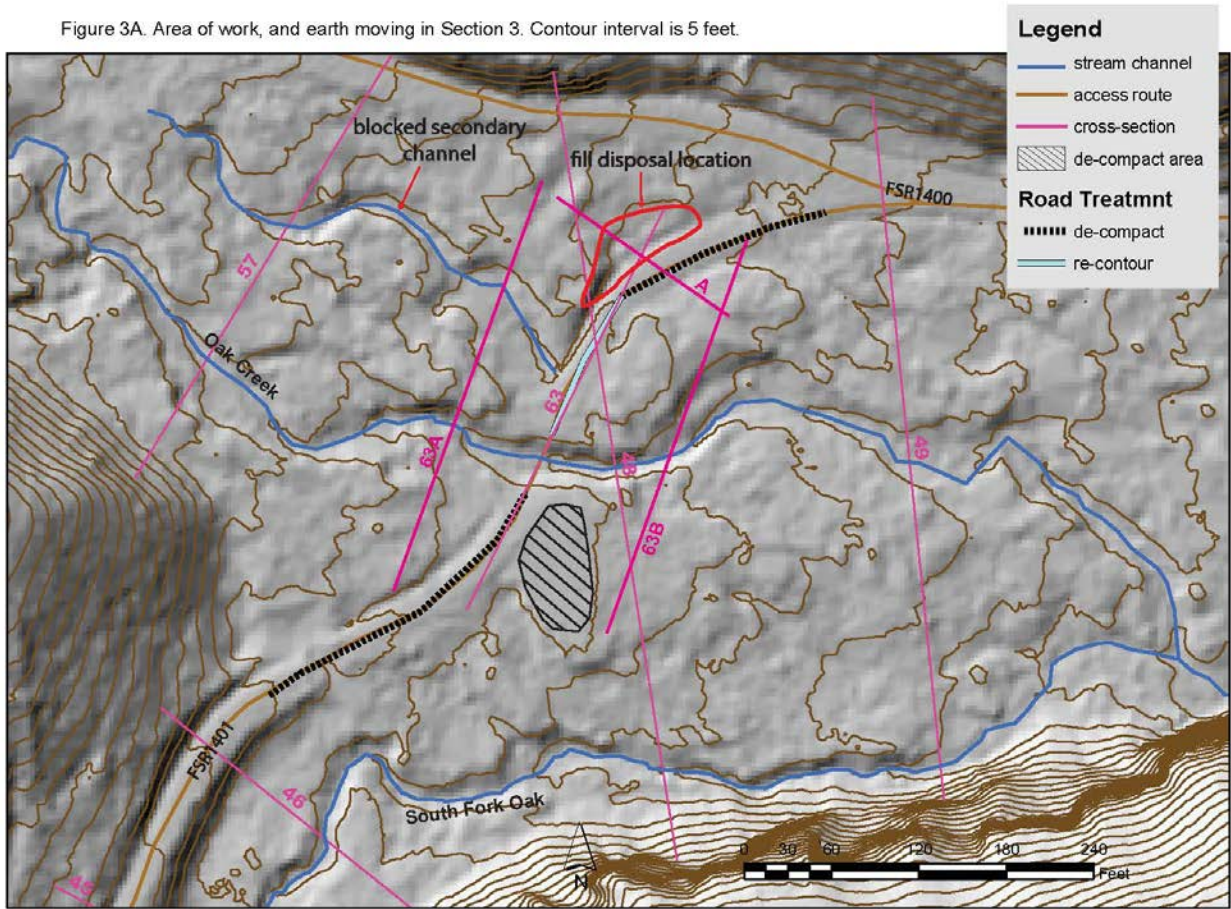 Figure 3A. Area of work, and earth moving in Section 3. Contour interval is 5 feet.
Legend
stream channel
access route
cross-section
de-compact area
Road Treatmnt
de-compact
re-contour
blocked secondary
channel
fill disposal location
FSR1400
57
A
Oak Creek
63
63A
48
49
63B
FSR1401
46
South Fork Oak
45
N
0 30 60 120 180 240
Feet